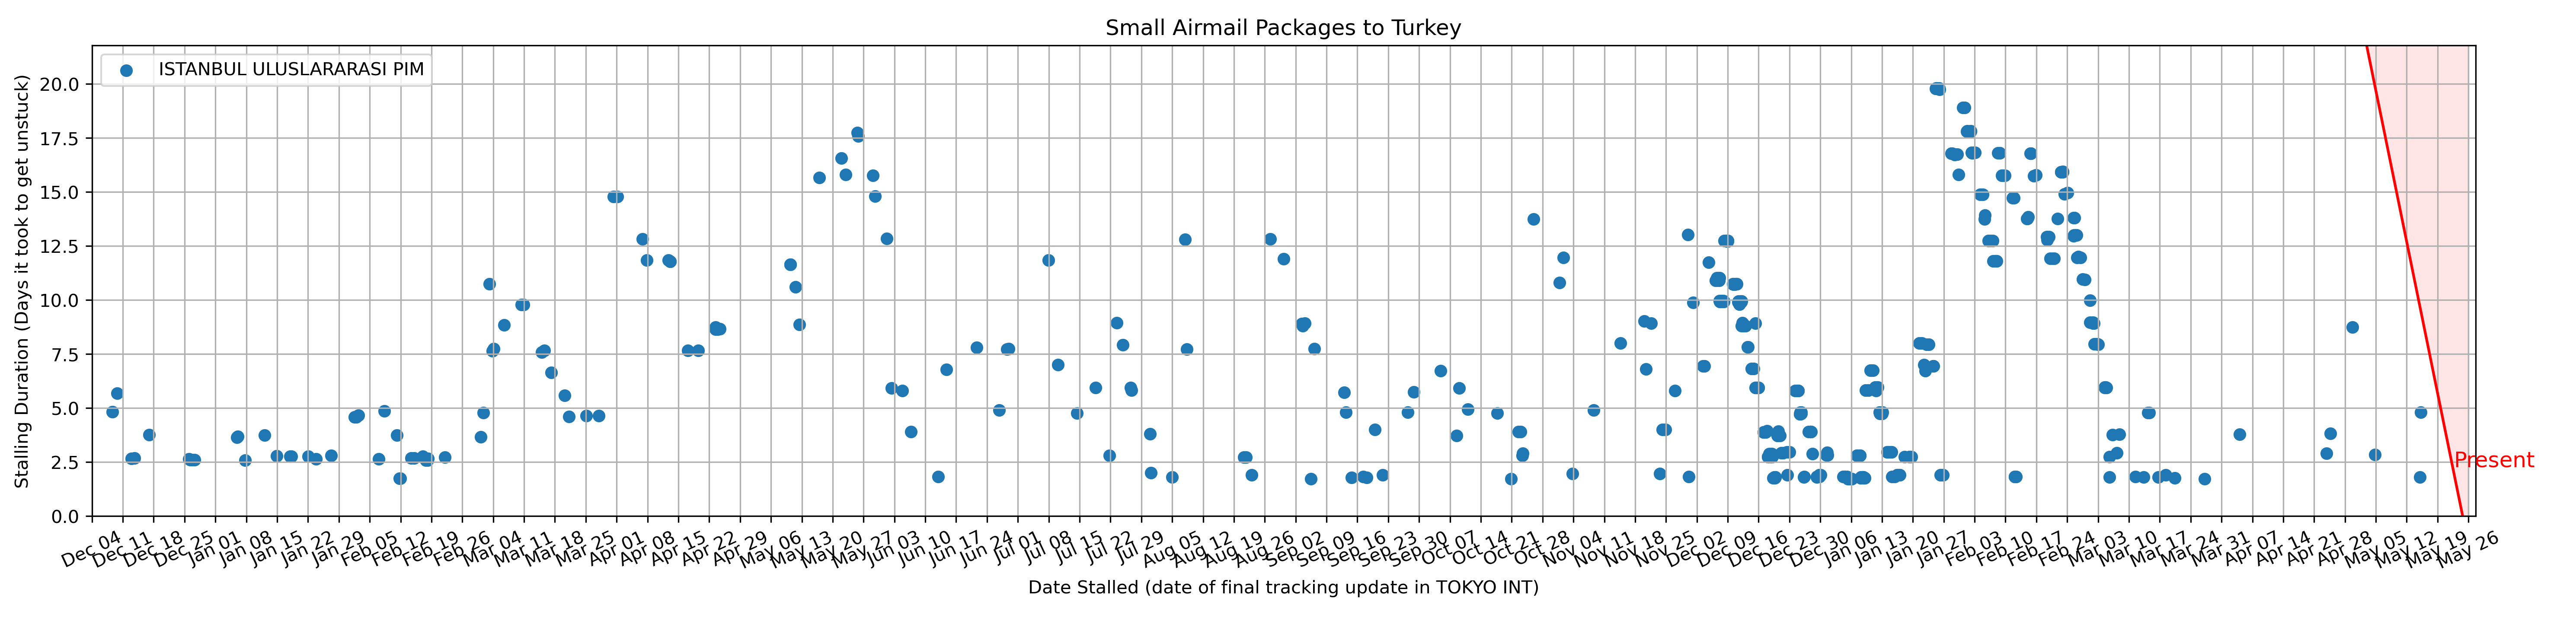 Small Airmail Packages to Turkey
ISTANBUL ULUSLARARASI PIM
Stalling Duration (Days it took to get unstuck)
20.0
17.5
15.0
12.5
10.0
7.5
5.0
2.5
0.0
Present
Dec 04 Dec 11 Dec 18 Dec 25 Jan 01 Jan 08 Jan 15 Jan 22 Jan 29 Feb 05 Feb 12 Feb 19 Feb 26 Mar 04 Mar 11 Mar 18 Mar 25 Apr 01 Apr 08 Apr 15 Apr 22 Apr 29 May 06 May 13 May 20 May 27 Jun 03 Jun 10 Jun 17 Jun 24 Jul 01 Jul 08 Jul 15 Jul 22 Jul 29 Aug 05 Aug 12 Aug 19 Aug 26 Sep 02 Sep 09 Sep 16 Sep 23 Sep 30 Oct 07 Oct 14 Oct 21 Oct 28 Nov 04 Nov 11 Nov 18 Nov 25 Dec 02 Dec 09 Dec 16 Dec 23 Dec 30 Jan 06 Jan 13 Jan 20 Jan 27 Feb 03 Feb 10 Feb 17 Feb 24 Mar 03 Mar 10 Mar 17 Mar 24 Mar 31 Apr 07 Apr 14 Apr 21 Apr 28 May 05 May 12 May 19 May 26
Date Stalled (date of final tracking update in TOKYO INT)